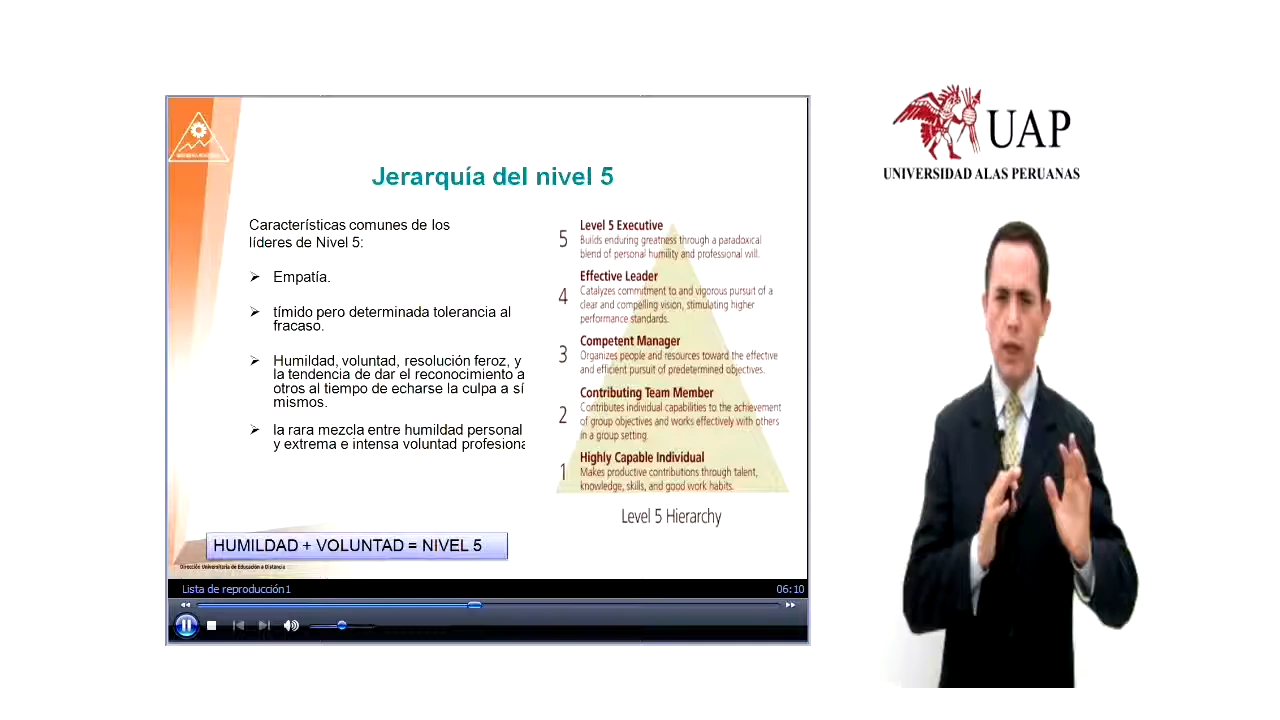 UAP
UNIVERSIDAD ALAS PERUANAS
Jerarquía del nivel 5
Características comunes de los
líderes de Nivel 5:
Empatía.
tímido pero determinada tolerancia al
fracaso.
Humildad, voluntad, resolución feroz, y
la tendencia de dar el reconocimiento a
otros al tiempo de echarse la culpa a sí
mismos.
la rara mezcla entre humildad personal
y extrema e intensa voluntad profesiona
HUMILDAD + VOLUNTAD = NIVEL 5
Dirección Universitaria de Educación a Distancia
5 Level 5 Executive
Builds enduring greatness through a paradoxical
blend of personal humility and professional will.
4 Effective Leader
Catalyzes commitment to and vigorous pursuit of a
clear and compelling vision, stimulating higher
performance standards.
3 Competent Manager
Organizes people and resources toward the effective
and efficient pursuit of predetermined objectives.
2 Contributing Team Member
Contributes individual capabilities to the achievement
of group objectives and works effectively with others
in a group setting.
1 Highly Capable Individual
Makes productive contributions through talent,
knowledge, skills, and good work habits.
Level 5 Hierarchy
Lista de reproducción1
06:10